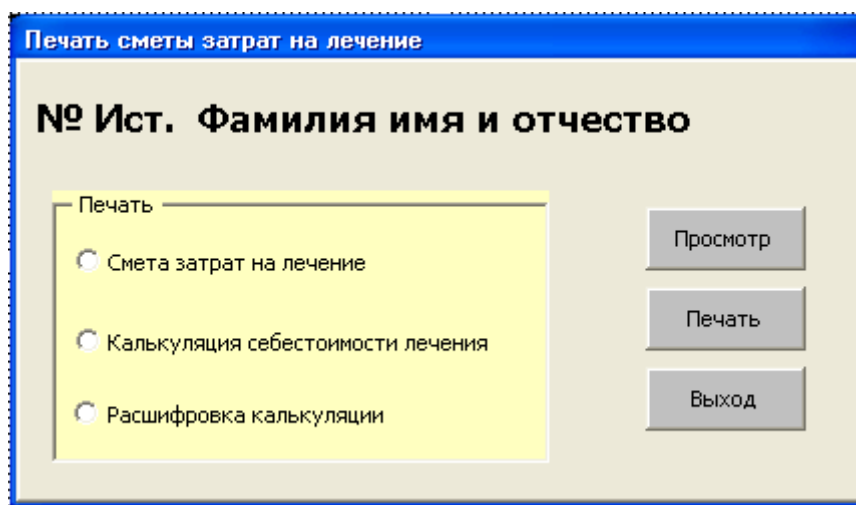 Печать сметы затрат на лечение
№ Ист. Фамилия имя и отчество
Печать
Смета затрат на лечение
Калькуляция себестоимости лечения
Расшифровка калькуляции
Просмотр
Печать
Выход